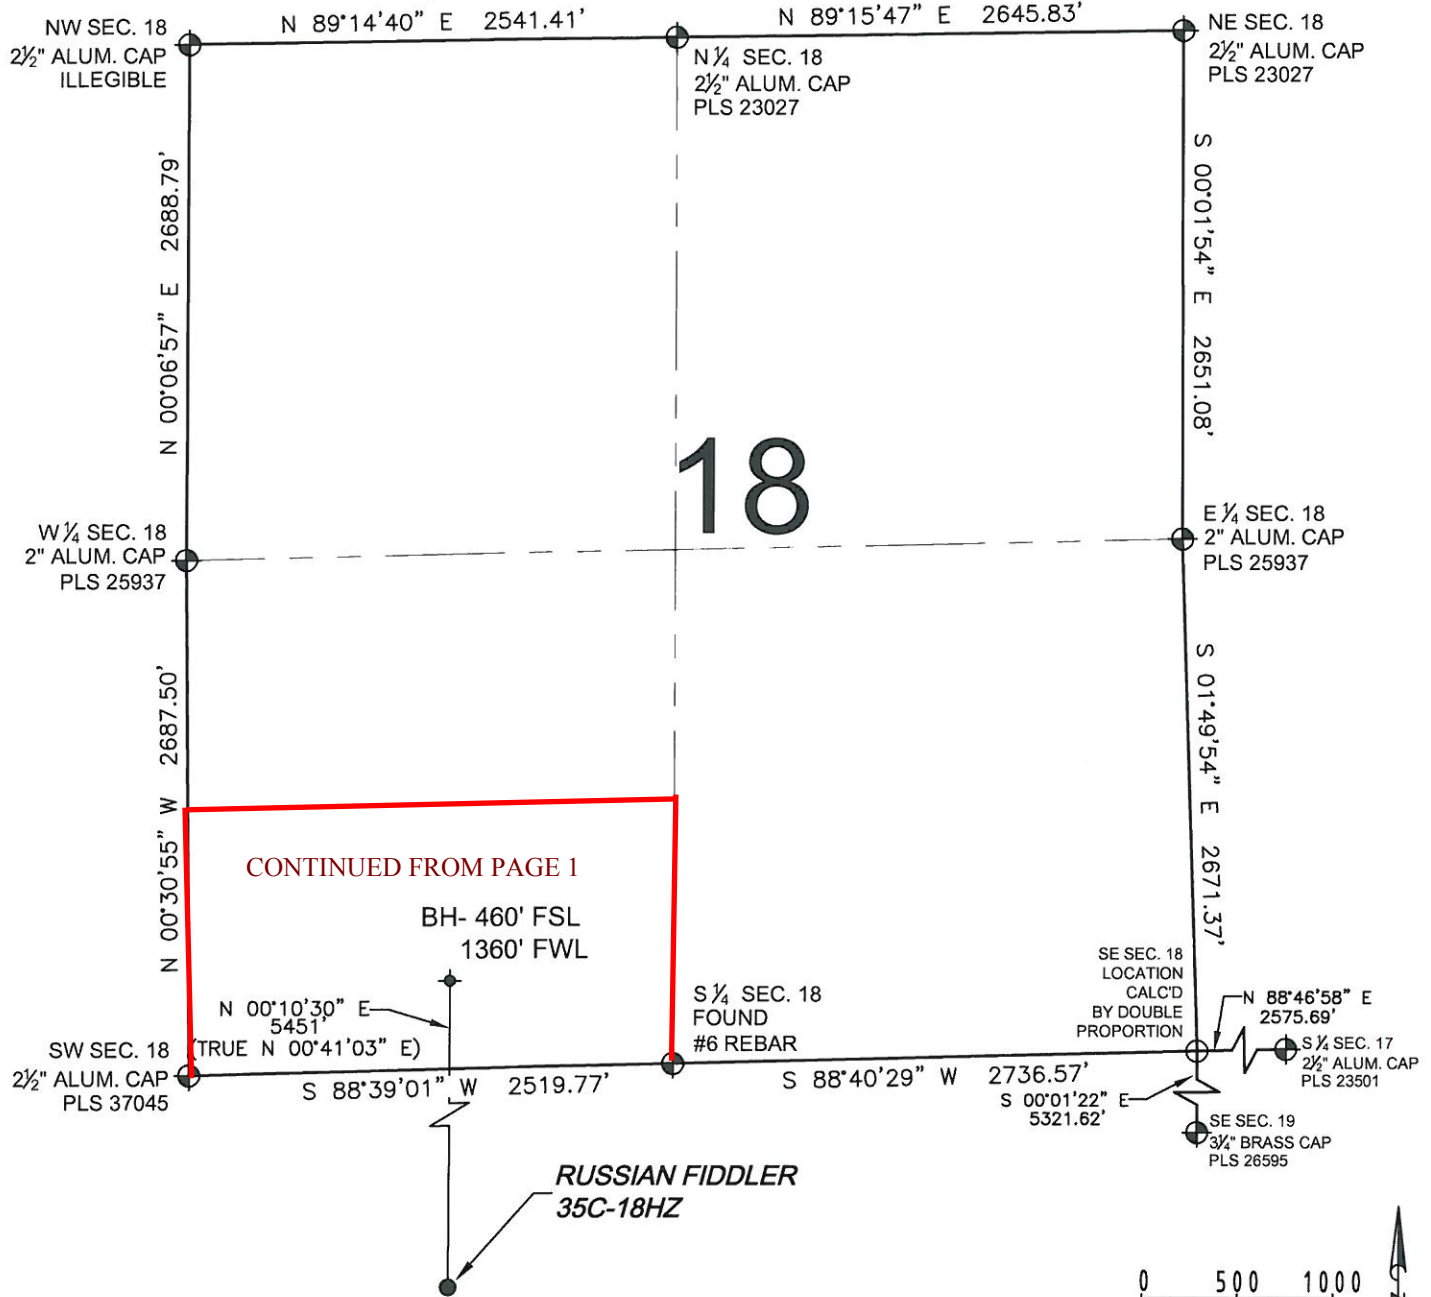 N 89°14'40" E 2541.41'
N 89°15'47" E 2645.83'
NW SEC. 18
2½" ALUM. CAP
ILLEGIBLE
N ¼ SEC. 18
2½" ALUM. CAP
PLS 23027
NE SEC. 18
2½" ALUM. CAP
PLS 23027
N 00°06'57" E 2688.79'
S 00°01'54" E 2651.08'
18
W ¼ SEC. 18
2" ALUM. CAP
PLS 25937
E ¼ SEC. 18
2" ALUM. CAP
PLS 25937
N 00°30'55" W 2687.50'
S 01°49'54" E 2671.37'
CONTINUED FROM PAGE 1
BH- 460' FSL
1360' FWL
N 00°10'30" E
5451'
(TRUE N 00°41'03" E)
SW SEC. 18
2½" ALUM. CAP
PLS 37045
S 88°39'01" W 2519.77'
S ¼ SEC. 18
FOUND
#6 REBAR
S 88°40'29" W 2736.57'
SE SEC. 18
LOCATION
CALC'D
BY DOUBLE
PROPORTION
N 88°46'58" E
2575.69'
S ¼ SEC. 17
2½" ALUM. CAP
PLS 23501
S 00°01'22" E
5321.62'
SE SEC. 19
3¼" BRASS CAP
PLS 26595
RUSSIAN FIDDLER
35C-18HZ
0 500 1000